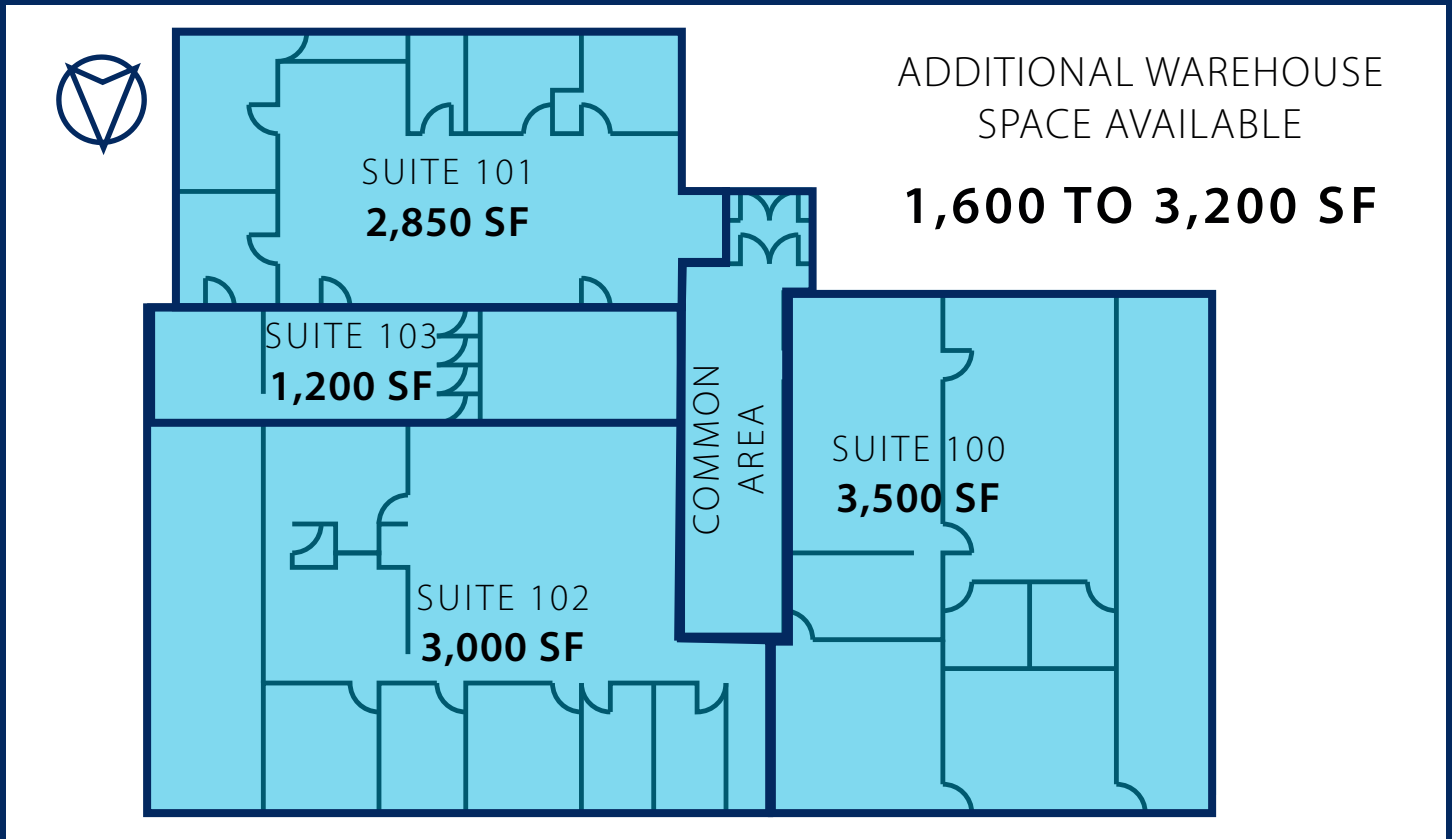 ADDITIONAL WAREHOUSE
SPACE AVAILABLE
1,600 TO 3,200 SF
SUITE 101
2,850 SF
SUITE 103
1,200 SF
COMMON
AREA
SUITE 100
3,500 SF
SUITE 102
3,000 SF